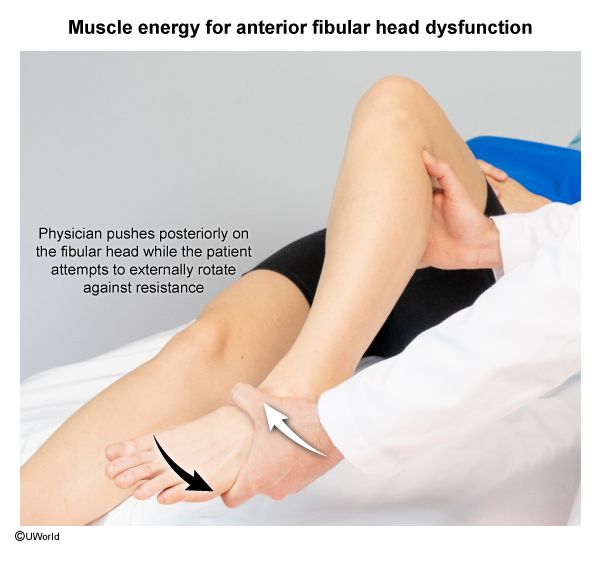 Muscle energy for anterior fibular head dysfunction
Physician pushes posteriorly on
the fibular head while the patient
attempts to externally rotate
against resistance
©UWorld